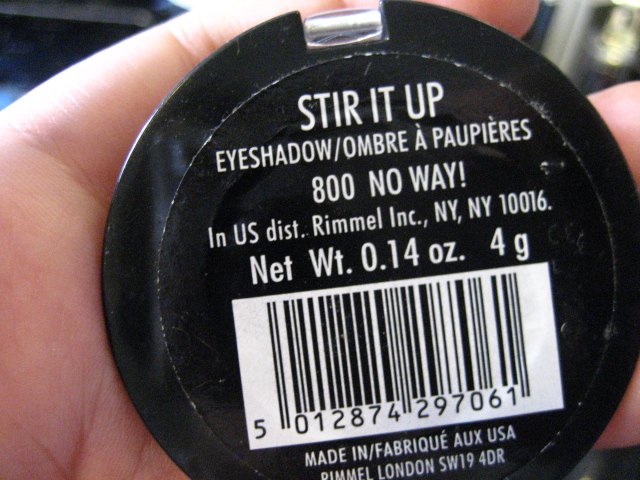 STIR IT UP
EYESHADOW/OMBRE À PAUPIÈRES
800 NO WAY!
In US dist. Rimmel Inc., NY, NY 10016.
Net Wt. 0.14 oz. 4 g
5 012874 297061
MADE IN/FABRIQUÉ AUX USA
RIMMEL LONDON SW19 4DR